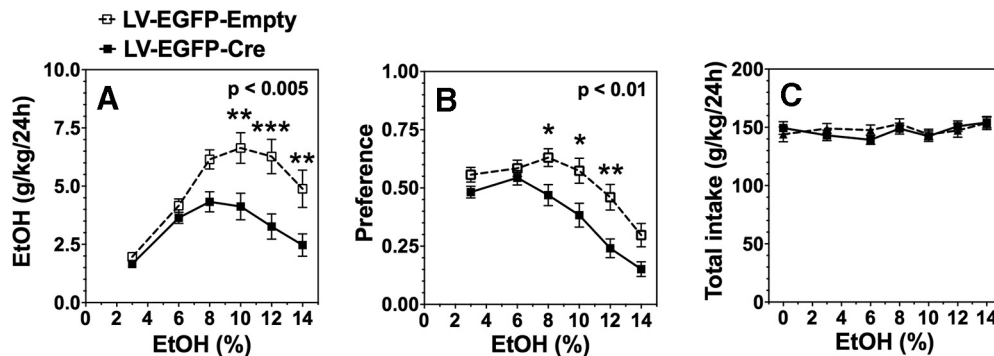 LV-EGFP-Empty
LV-EGFP-Cre
A
p < 0.005
** *** **
EtOH (g/kg/24h)
10.0
7.5
5.0
2.5
0.0
0 2 4 6 8 10 12 14
EtOH (%)
B
p < 0.01
* * **
Preference
1.00
0.75
0.50
0.25
0.00
0 2 4 6 8 10 12 14
EtOH (%)
C
Total intake (g/kg/24h)
200
150
100
50
0
0 2 4 6 8 10 12 14
EtOH (%)